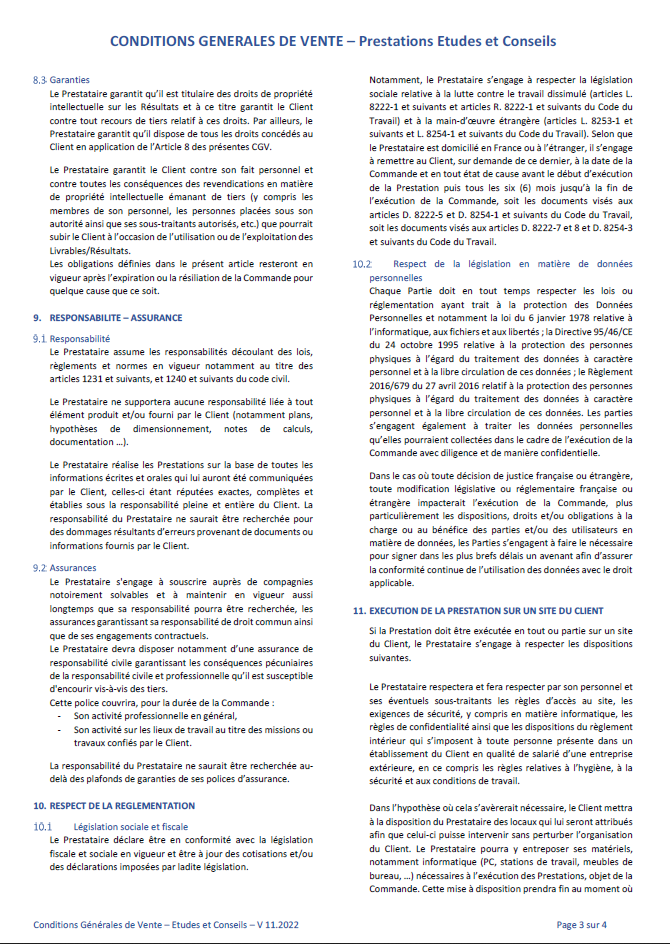 CONDITIONS GENERALES DE VENTE – Prestations Etudes et Conseils
8.3 Garanties
Le Prestataire garantit qu'il est titulaire des droits de propriété
intellectuelle sur les Résultats et à ce titre garantit le Client
contre tout recours de tiers relatif à ces droits. Par ailleurs, le
Prestataire garantit qu'il dispose de tous les droits concédés au
Client en application de l'Article 8 des présentes CGV.
Le Prestataire garantit le Client contre son fait personnel et
contre toutes les conséquences des revendications en matière
de propriété intellectuelle émanant de tiers (y compris les
membres de son personnel, les personnes placées sous son
autorité ainsi que ses sous-traitants autorisés, etc.) que pourrait
subir le Client à l'occasion de l'utilisation ou de l'exploitation des
Livrables/Résultats.
Les obligations définies dans le présent article resteront en
vigueur après l'expiration ou la résiliation de la Commande pour
quelque cause que ce soit.
9. RESPONSABILITE – ASSURANCE
9.1 Responsabilité
Le Prestataire assume les responsabilités découlant des lois,
règlements et normes en vigueur notamment au titre des
articles 1231 et suivants, et 1240 et suivants du code civil.
Le Prestataire ne supportera aucune responsabilité liée à tout
élément produit et/ou fourni par le Client (notamment plans,
hypothèses de dimensionnement, notes de calculs,
documentation …).
Le Prestataire réalise les Prestations sur la base de toutes les
informations écrites et orales qui lui auront été communiquées
par le Client, celles-ci étant réputées exactes, complètes et
établies sous la responsabilité pleine et entière du Client. La
responsabilité du Prestataire ne saurait être recherchée pour
des dommages résultants d'erreurs provenant de documents ou
informations fournis par le Client.
9.2 Assurances
Le Prestataire s'engage à souscrire auprès de compagnies
notoirement solvables et à maintenir en vigueur aussi
longtemps que sa responsabilité pourra être recherchée, les
assurances garantissant sa responsabilité de droit commun ainsi
que de ses engagements contractuels.
Le Prestataire devra disposer notamment d'une assurance de
responsabilité civile garantissant les conséquences pécuniaires
de la responsabilité civile et professionnelle qu'il est susceptible
d'encourir vis-à-vis des tiers.
Cette police couvrira, pour la durée de la Commande :
- Son activité professionnelle en général,
- Son activité sur les lieux de travail au titre des missions ou
travaux confiés par le Client.
La responsabilité du Prestataire ne saurait être recherchée au-
delà des plafonds de garanties de ses polices d'assurance.
10. RESPECT DE LA REGLEMENTATION
10.1 Législation sociale et fiscale
Le Prestataire déclare être en conformité avec la législation
fiscale et sociale en vigueur et être à jour des cotisations et/ou
des déclarations imposées par ladite législation.
Notamment, le Prestataire s'engage à respecter la législation
sociale relative à la lutte contre le travail dissimulé (articles L.
8222-1 et suivants et articles R. 8222-1 et suivants du Code du
Travail) et à la main-d'œuvre étrangère (articles L. 8253-1 et
suivants et L. 8254-1 et suivants du Code du Travail). Selon que
le Prestataire est domicilié en France ou à l'étranger, il s'engage
à remettre au Client, sur demande de ce dernier, à la date de la
Commande et en tout état de cause avant le début d'exécution
de la Prestation puis tous les six (6) mois jusqu'à la fin de
l'exécution de la Commande, soit les documents visés aux
articles D. 8222-5 et D. 8254-1 et suivants du Code du Travail,
soit les documents visés aux articles D. 8222-7 et 8 et D. 8254-3
et suivants du Code du Travail.
10.2 Respect de la législation en matière de données
personnelles
Chaque Partie doit en tout temps respecter les lois ou
réglementation ayant trait à la protection des Données
Personnelles et notamment la loi du 6 janvier 1978 relative à
l'informatique, aux fichiers et aux libertés ; la Directive 95/46/CE
du 24 octobre 1995 relative à la protection des personnes
physiques à l'égard du traitement des données à caractère
personnel et à la libre circulation de ces données ; le Règlement
2016/679 du 27 avril 2016 relatif à la protection des personnes
physiques à l'égard du traitement des données à caractère
personnel et à la libre circulation de ces données. Les parties
s'engagent également à traiter les données personnelles
qu'elles pourraient collectées dans le cadre de l'exécution de la
Commande avec diligence et de manière confidentielle.
Dans le cas où toute décision de justice française ou étrangère,
toute modification législative ou réglementaire française ou
étrangère impacterait l'exécution de la Commande, plus
particulièrement les dispositions, droits et/ou obligations à la
charge ou au bénéfice des parties et/ou des utilisateurs en
matière de données, les Parties s'engagent à faire le nécessaire
pour signer dans les plus brefs délais un avenant afin d'assurer
la conformité continue de l'utilisation des données avec le droit
applicable.
11. EXECUTION DE LA PRESTATION SUR UN SITE DU CLIENT
Si la Prestation doit être exécutée en tout ou partie sur un site
du Client, le Prestataire s'engage à respecter les dispositions
suivantes.
Le Prestataire respectera et fera respecter par son personnel et
ses éventuels sous-traitants les règles d'accès au site, les
exigences de sécurité, y compris en matière informatique, les
règles de confidentialité ainsi que les dispositions du règlement
intérieur qui s'imposent à toute personne présente dans un
établissement du Client en qualité de salarié d'une entreprise
extérieure, en ce compris les règles relatives à l'hygiène, à la
sécurité et aux conditions de travail.
Dans l'hypothèse où cela s'avèrerait nécessaire, le Client mettra
à la disposition du Prestataire des locaux qui lui seront attribués
afin que celui-ci puisse intervenir sans perturber l'organisation
du Client. Le Prestataire pourra y entreposer ses matériels,
notamment informatique (PC, stations de travail, meubles de
bureau, …) nécessaires à l'exécution des Prestations, objet de la
Commande. Cette mise à disposition prendra fin au moment où
Conditions Générales de Vente – Etudes et Conseils – V 11.2022
Page 3 sur 4